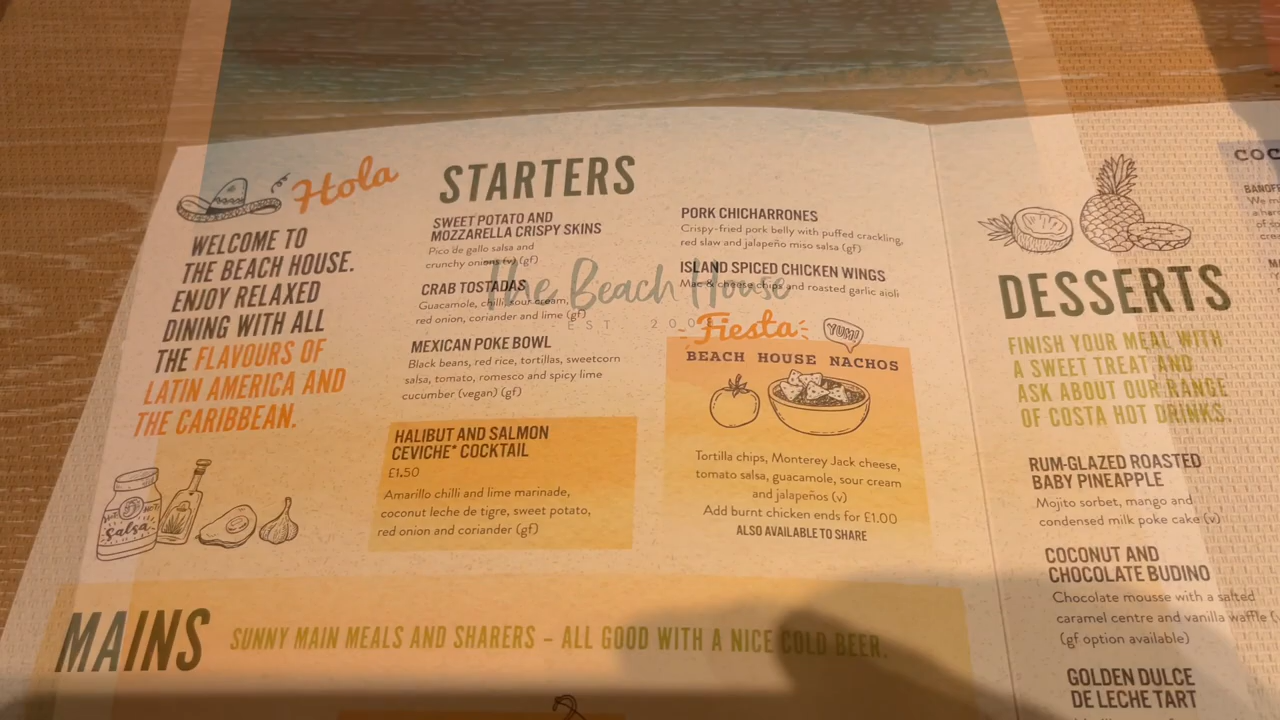 Hola
WELCOME TO
THE BEACH HOUSE.
ENJOY RELAXED
DINING WITH ALL
THE FLAVOURS OF
LATIN AMERICA AND
THE CARIBBEAN.
HOT HOT
Salsa
STARTERS
SWEET POTATO AND
MOZZARELLA CRISPY SKINS
Pico de gallo salsa and
crunchy onions (v) (gf)
CRAB TOSTADAS
Guacamole, chilli, sour cream,
red onion, coriander and lime (gf)
MEXICAN POKE BOWL
Black beans, red rice, tortillas, sweetcorn
salsa, tomato, romesco and spicy lime
cucumber (vegan) (gf)
HALIBUT AND SALMON
CEVICHE* COCKTAIL
£1.50
Amarillo chilli and lime marinade,
coconut leche de tigre, sweet potato,
red onion and coriander (gf)
PORK CHICHARRONES
Crispy-fried pork belly with puffed crackling,
red slaw and jalapeño miso salsa (gf)
ISLAND SPICED CHICKEN WINGS
Mac & cheese chips and roasted garlic aioli
The Beach House
EST. 200
Fiesta
YUM!
BEACH HOUSE NACHOS
Tortilla chips, Monterey Jack cheese,
tomato salsa, guacamole, sour cream
and jalapeños (v)
Add burnt chicken ends for £1.00
ALSO AVAILABLE TO SHARE
MAINS
SUNNY MAIN MEALS AND SHARERS – ALL GOOD WITH A NICE COLD BEER.
DESSERTS
FINISH YOUR MEAL WITH
A SWEET TREAT AND
ASK ABOUT OUR RANGE
OF COSTA HOT DRINKS.
RUM-GLAZED ROASTED
BABY PINEAPPLE
Mojito sorbet, mango and
condensed milk poke cake (v)
COCONUT AND
CHOCOLATE BUDINO
Chocolate mousse with a salted
caramel centre and vanilla waffle
(gf option available)
GOLDEN DULCE
DE LECHE TART